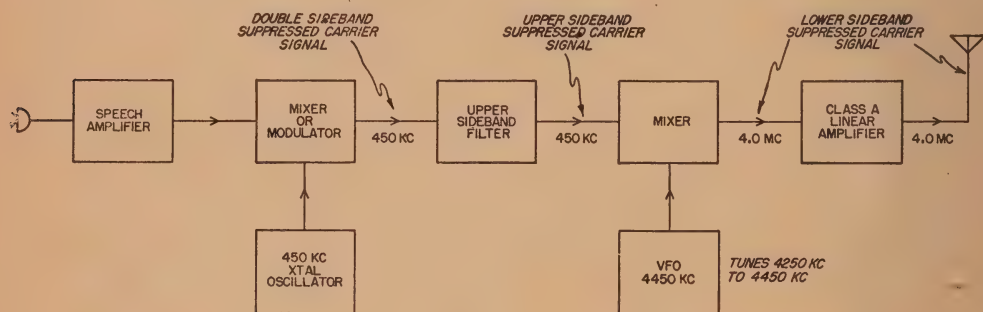 DOUBLE SIDEBAND
SUPPRESSED CARRIER
SIGNAL
UPPER SIDEBAND
SUPPRESSED CARRIER
SIGNAL
LOWER SIDEBAND
SUPPRESSED CARRIER
SIGNAL
SPEECH
AMPLIFIER
MIXER
OR
MODULATOR
450 KC
UPPER
SIDEBAND
FILTER
450 KC
MIXER
4.0 MC
CLASS A
LINEAR
AMPLIFIER
4.0 MC
450 KC
XTAL
OSCILLATOR
VFO
4450 KC
TUNES 4250 KC
TO 4450 KC